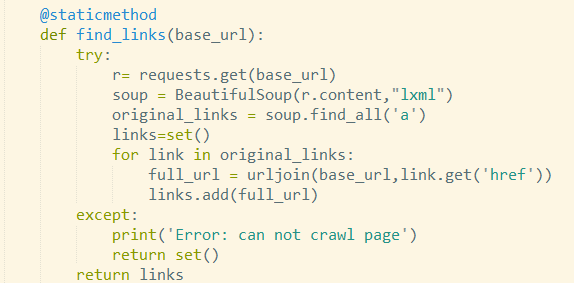 @staticmethod
def find_links(base_url):
    try:
        r= requests.get(base_url)
        soup = BeautifulSoup(r.content,"lxml")
        original_links = soup.find_all('a')
        links=set()
        for link in original_links:
            full_url = urljoin(base_url,link.get('href'))
            links.add(full_url)
    except:
        print('Error: can not crawl page')
        return set()
    return links